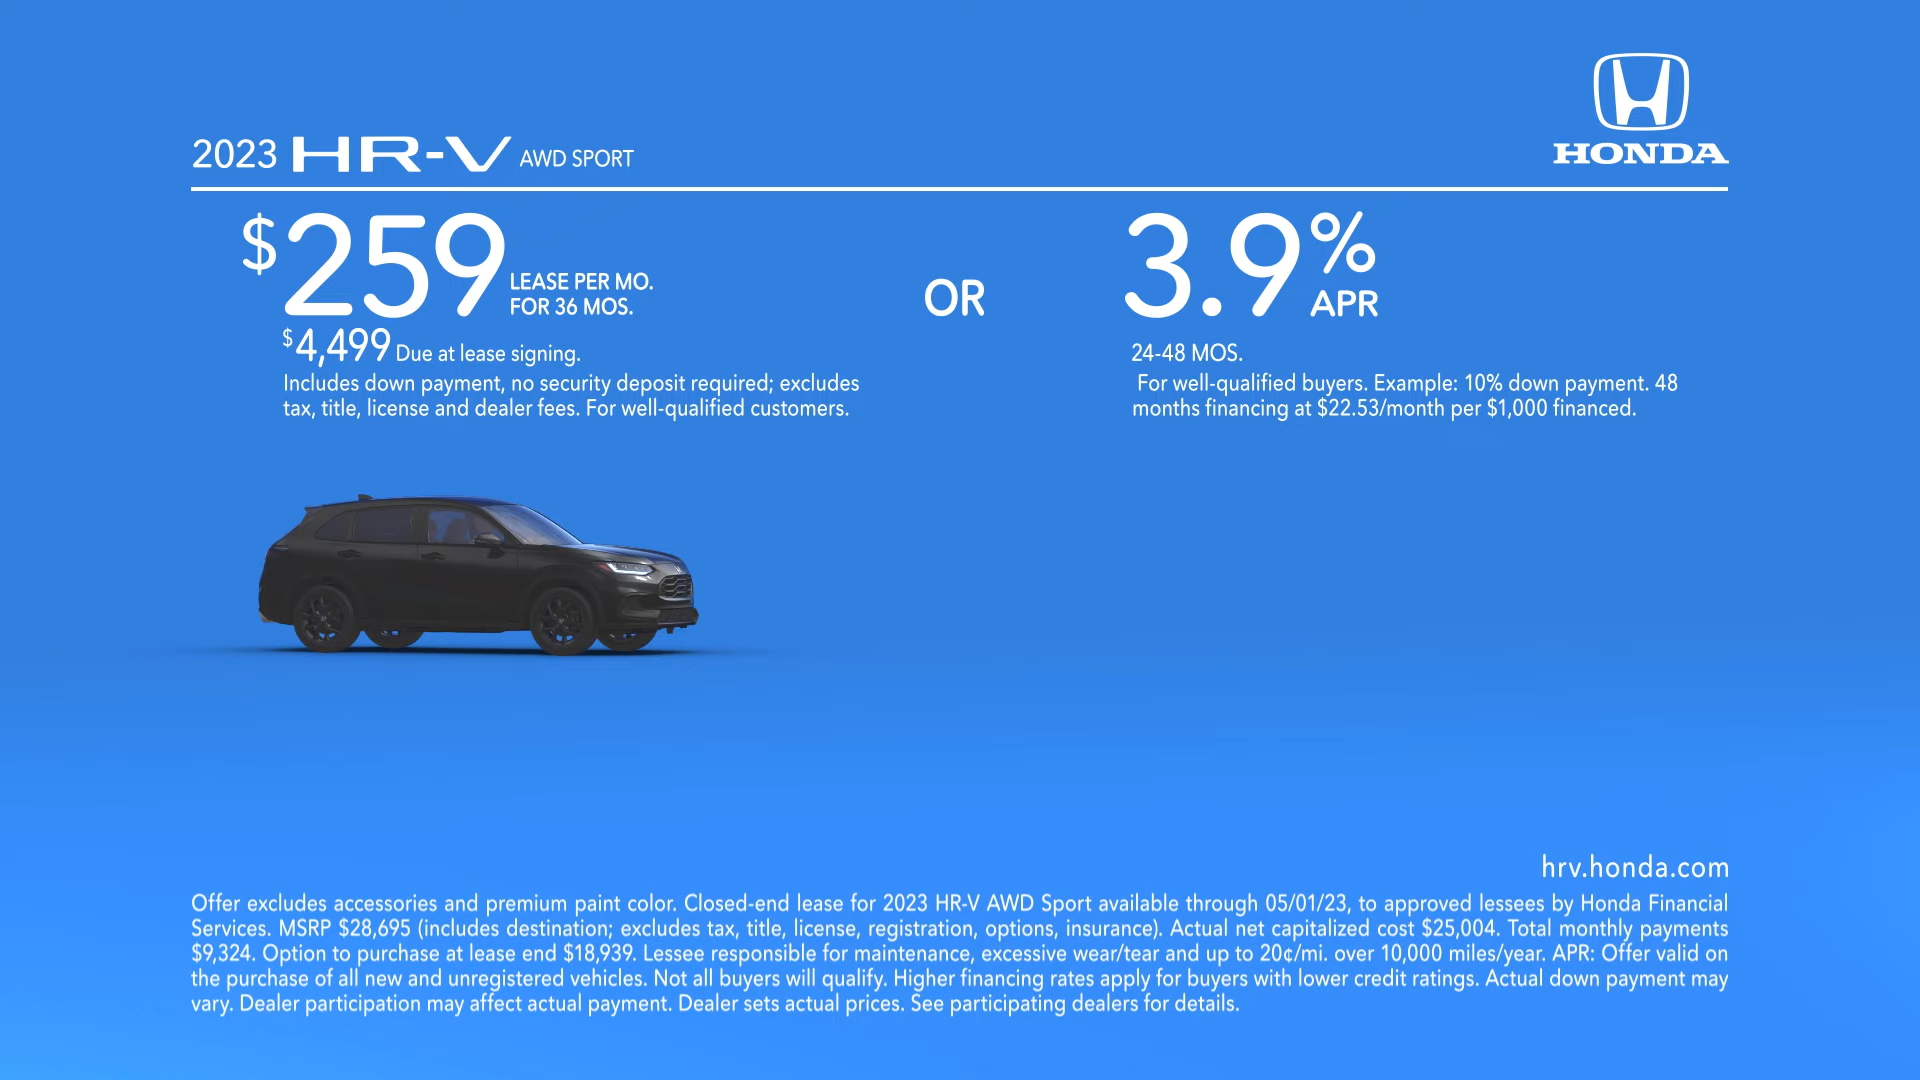 HONDA
2023 HR-V AWD SPORT
$259 LEASE PER MO.
FOR 36 MOS.
$4,499 Due at lease signing.
Includes down payment, no security deposit required; excludes
tax, title, license and dealer fees. For well-qualified customers.
OR
3.9% APR
24-48 MOS.
For well-qualified buyers. Example: 10% down payment. 48
months financing at $22.53/month per $1,000 financed.
hrv.honda.com
Offer excludes accessories and premium paint color. Closed-end lease for 2023 HR-V AWD Sport available through 05/01/23, to approved lessees by Honda Financial
Services. MSRP $28,695 (includes destination; excludes tax, title, license, registration, options, insurance). Actual net capitalized cost $25,004. Total monthly payments
$9,324. Option to purchase at lease end $18,939. Lessee responsible for maintenance, excessive wear/tear and up to 20¢/mi. over 10,000 miles/year. APR: Offer valid on
the purchase of all new and unregistered vehicles. Not all buyers will qualify. Higher financing rates apply for buyers with lower credit ratings. Actual down payment may
vary. Dealer participation may affect actual payment. Dealer sets actual prices. See participating dealers for details.